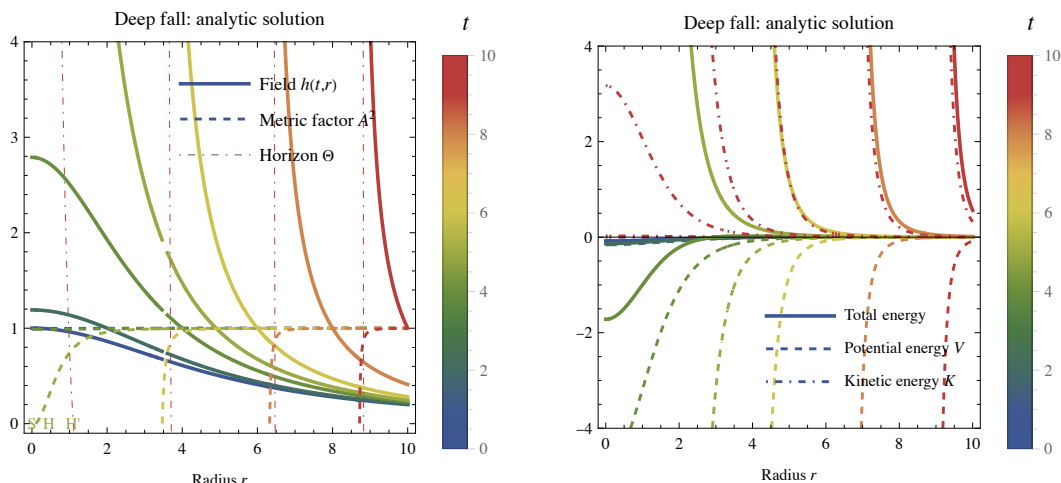 Deep fall: analytic solution
t
4
3
2
1
0
Field h(t,r)
Metric factor A²
Horizon Θ
S H H'
0 2 4 6 8 10
Radius r
10
8
6
4
2
0
Deep fall: analytic solution
t
4
2
0
−2
−4
Total energy
Potential energy V
Kinetic energy K
0 2 4 6 8 10
Radius r
10
8
6
4
2
0